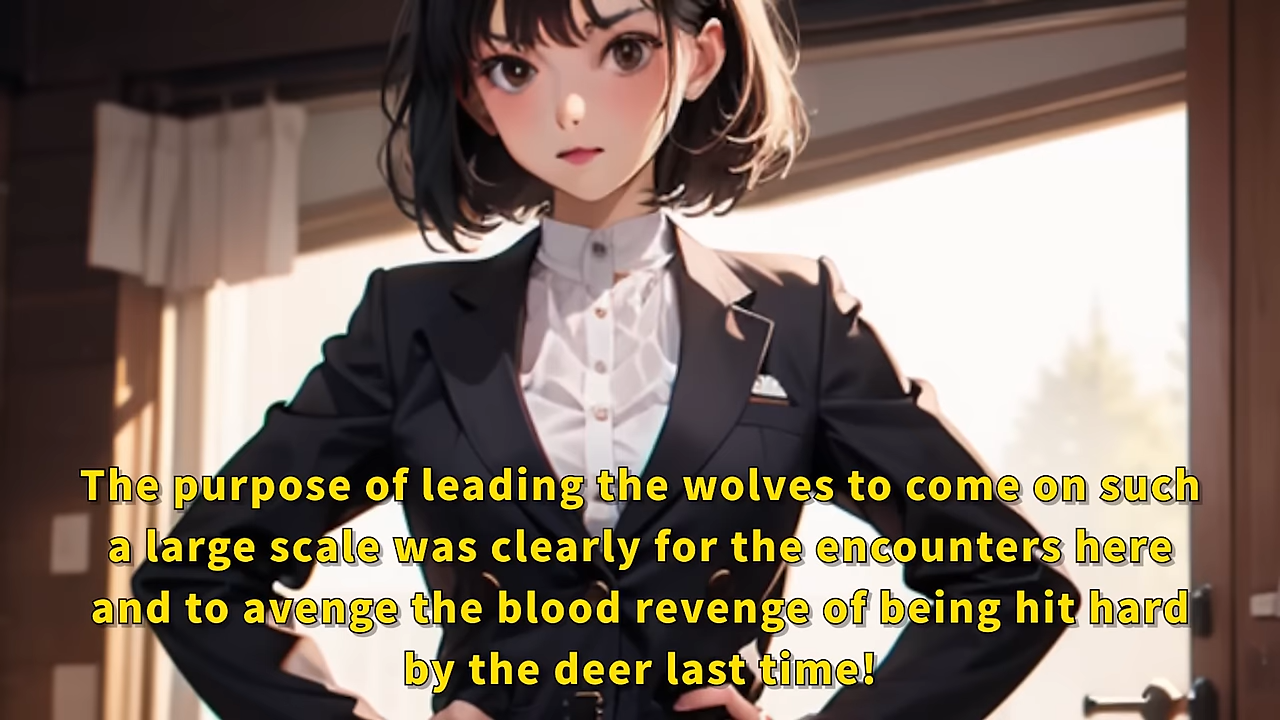 The purpose of leading the wolves to come on such
a large scale was clearly for the encounters here
and to avenge the blood revenge of being hit hard
by the deer last time!